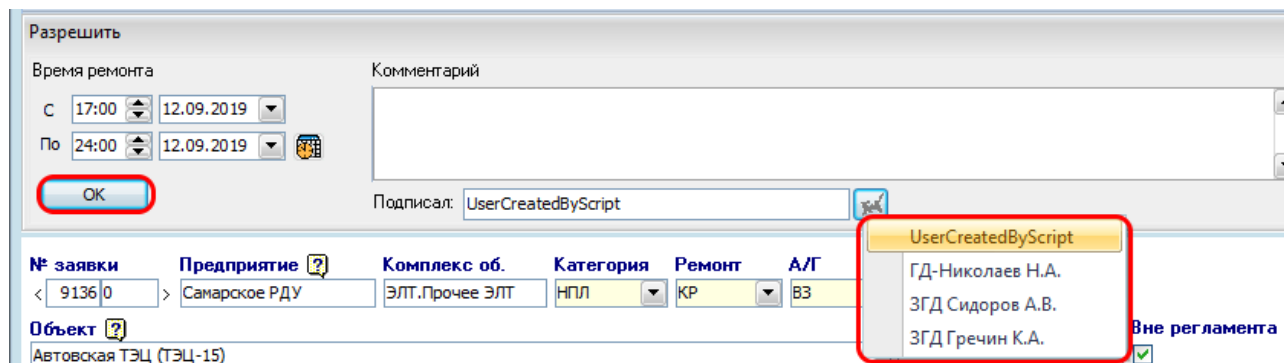 Разрешить
Время ремонта Комментарий
С 17:00 12.09.2019
По 24:00 12.09.2019
OK
Подписал: UserCreatedByScript
UserCreatedByScript
ГД-Николаев Н.А.
ЗГД Сидоров А.В.
ЗГД Гречин К.А.
№ заявки Предприятие ? Комплекс об. Категория Ремонт А/Г
< 9136 0 > Самарское РДУ ЭЛТ.Прочее ЭЛТ НПЛ КР ВЗ
Объект ? Вне регламента
Автовская ТЭЦ (ТЭЦ-15)